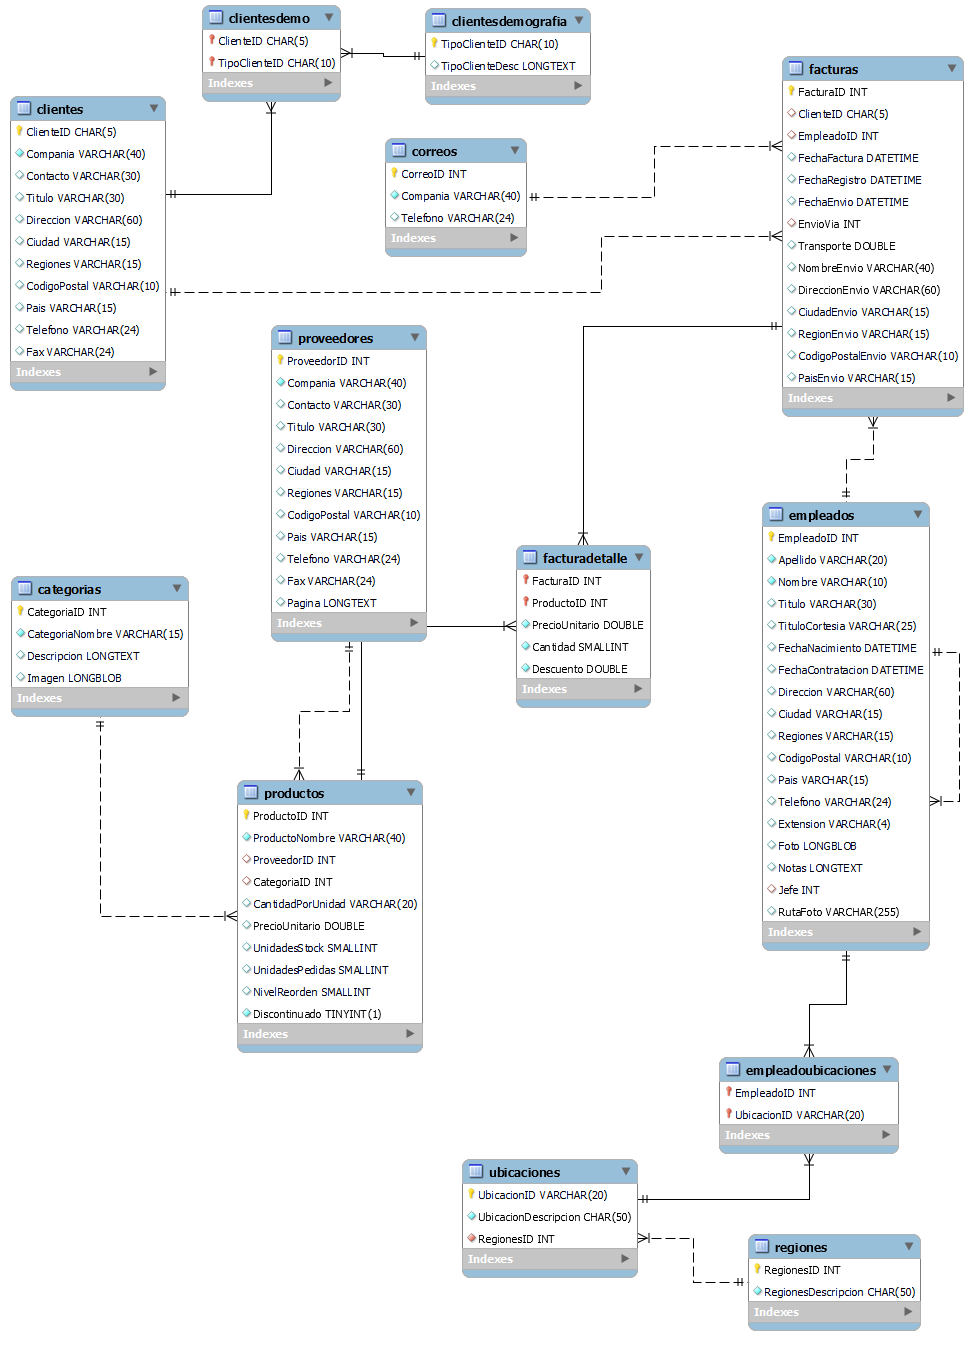 clientesdemo
ClienteID CHAR(5)
TipoClienteID CHAR(10)
Indexes
clientesdemografia
TipoClienteID CHAR(10)
TipoClienteDesc LONGTEXT
Indexes
facturas
FacturaID INT
ClienteID CHAR(5)
EmpleadoID INT
FechaFactura DATETIME
FechaRegistro DATETIME
FechaEnvio DATETIME
EnvioVia INT
Transporte DOUBLE
NombreEnvio VARCHAR(40)
DireccionEnvio VARCHAR(60)
CiudadEnvio VARCHAR(15)
RegionEnvio VARCHAR(15)
CodigoPostalEnvio VARCHAR(10)
PaisEnvio VARCHAR(15)
Indexes
clientes
ClienteID CHAR(5)
Compania VARCHAR(40)
Contacto VARCHAR(30)
Titulo VARCHAR(30)
Direccion VARCHAR(60)
Ciudad VARCHAR(15)
Regiones VARCHAR(15)
CodigoPostal VARCHAR(10)
Pais VARCHAR(15)
Telefono VARCHAR(24)
Fax VARCHAR(24)
Indexes
correos
CorreoID INT
Compania VARCHAR(40)
Telefono VARCHAR(24)
Indexes
proveedores
ProveedorID INT
Compania VARCHAR(40)
Contacto VARCHAR(30)
Titulo VARCHAR(30)
Direccion VARCHAR(60)
Ciudad VARCHAR(15)
Regiones VARCHAR(15)
CodigoPostal VARCHAR(10)
Pais VARCHAR(15)
Telefono VARCHAR(24)
Fax VARCHAR(24)
Pagina LONGTEXT
Indexes
empleados
EmpleadoID INT
Apellido VARCHAR(20)
Nombre VARCHAR(10)
Titulo VARCHAR(30)
TituloCortesia VARCHAR(25)
FechaNacimiento DATETIME
FechaContratacion DATETIME
Direccion VARCHAR(60)
Ciudad VARCHAR(15)
Regiones VARCHAR(15)
CodigoPostal VARCHAR(10)
Pais VARCHAR(15)
Telefono VARCHAR(24)
Extension VARCHAR(4)
Foto LONGBLOB
Notas LONGTEXT
Jefe INT
RutaFoto VARCHAR(255)
Indexes
facturadetalle
FacturaID INT
ProductoID INT
PrecioUnitario DOUBLE
Cantidad SMALLINT
Descuento DOUBLE
Indexes
categorias
CategoriaID INT
CategoriaNombre VARCHAR(15)
Descripcion LONGTEXT
Imagen LONGBLOB
Indexes
productos
ProductoID INT
ProductoNombre VARCHAR(40)
ProveedorID INT
CategoriaID INT
CantidadPorUnidad VARCHAR(20)
PrecioUnitario DOUBLE
UnidadesStock SMALLINT
UnidadesPedidas SMALLINT
NivelReorden SMALLINT
Discontinuado TINYINT(1)
Indexes
empleadoubicaciones
EmpleadoID INT
UbicacionID VARCHAR(20)
Indexes
ubicaciones
UbicacionID VARCHAR(20)
UbicacionDescripcion CHAR(50)
RegionesID INT
Indexes
regiones
RegionesID INT
RegionesDescripcion CHAR(50)
Indexes